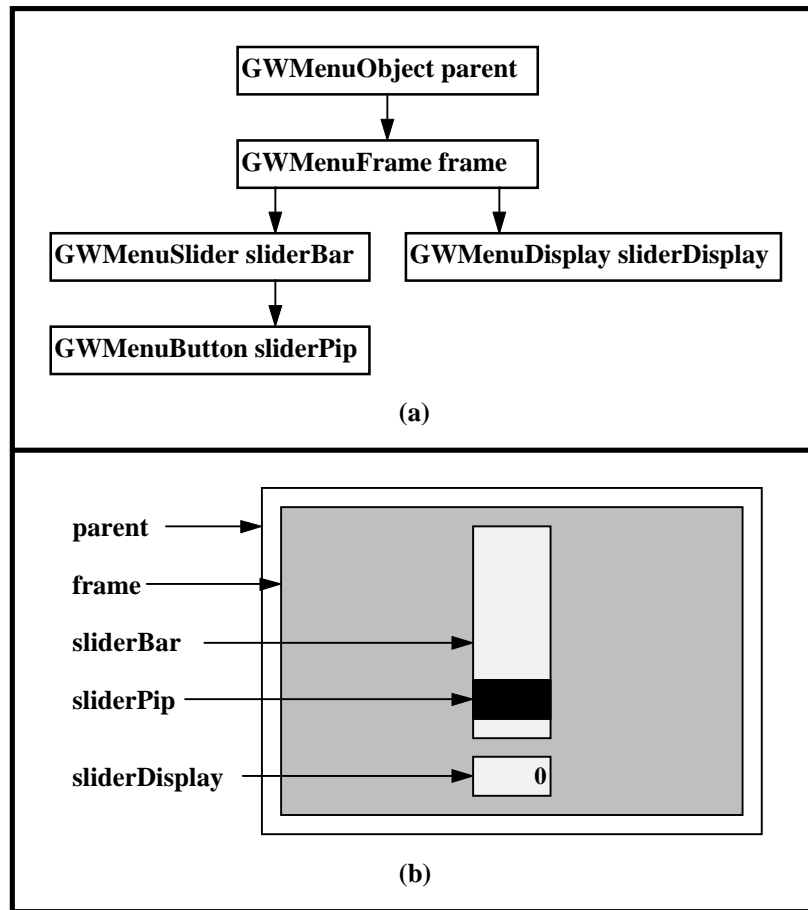 GWMenuObject parent
GWMenuFrame frame
GWMenuSlider sliderBar
GWMenuDisplay sliderDisplay
GWMenuButton sliderPip
(a)
parent
frame
sliderBar
sliderPip
sliderDisplay
0
(b)